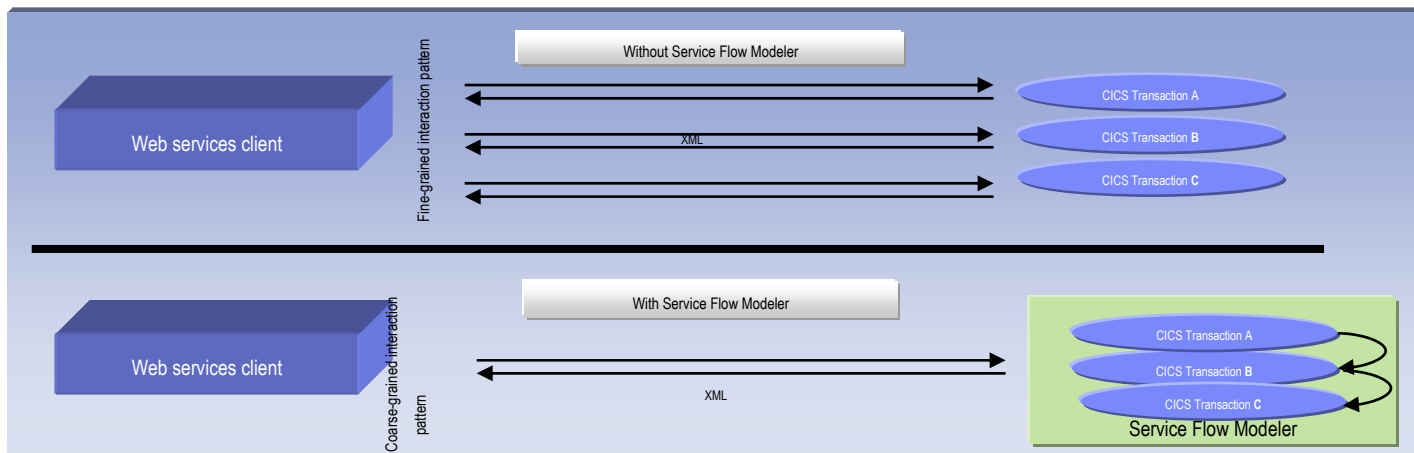 Without Service Flow Modeler
Web services client
Fine-grained interaction pattern
XML
CICS Transaction A
CICS Transaction B
CICS Transaction C
With Service Flow Modeler
Web services client
Coarse-grained interaction
pattern
XML
CICS Transaction A
CICS Transaction B
CICS Transaction C
Service Flow Modeler